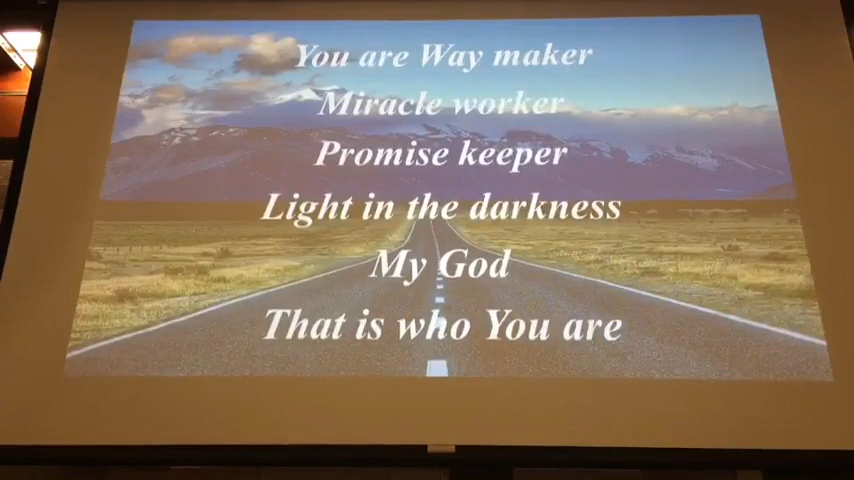 You are Way maker
Miracle worker
Promise keeper
Light in the darkness
My God
That is who You are